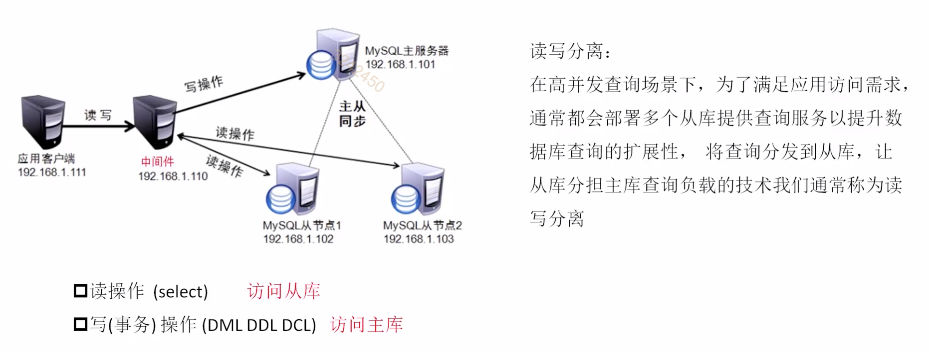 MySQL主服务器
192.168.1.101
写操作
主从
同步
读 写
读操作
读操作
应用客户端
192.168.1.111
中间件
192.168.1.110
MySQL从节点1
192.168.1.102
MySQL从节点2
192.168.1.103
读写分离：
在高并发查询场景下，为了满足应用访问需求，
通常都会部署多个从库提供查询服务以提升数
据库查询的扩展性， 将查询分发到从库，让
从库分担主库查询负载的技术我们通常称为读
写分离
读操作 (select) 访问从库
写(事务) 操作 (DML DDL DCL) 访问主库